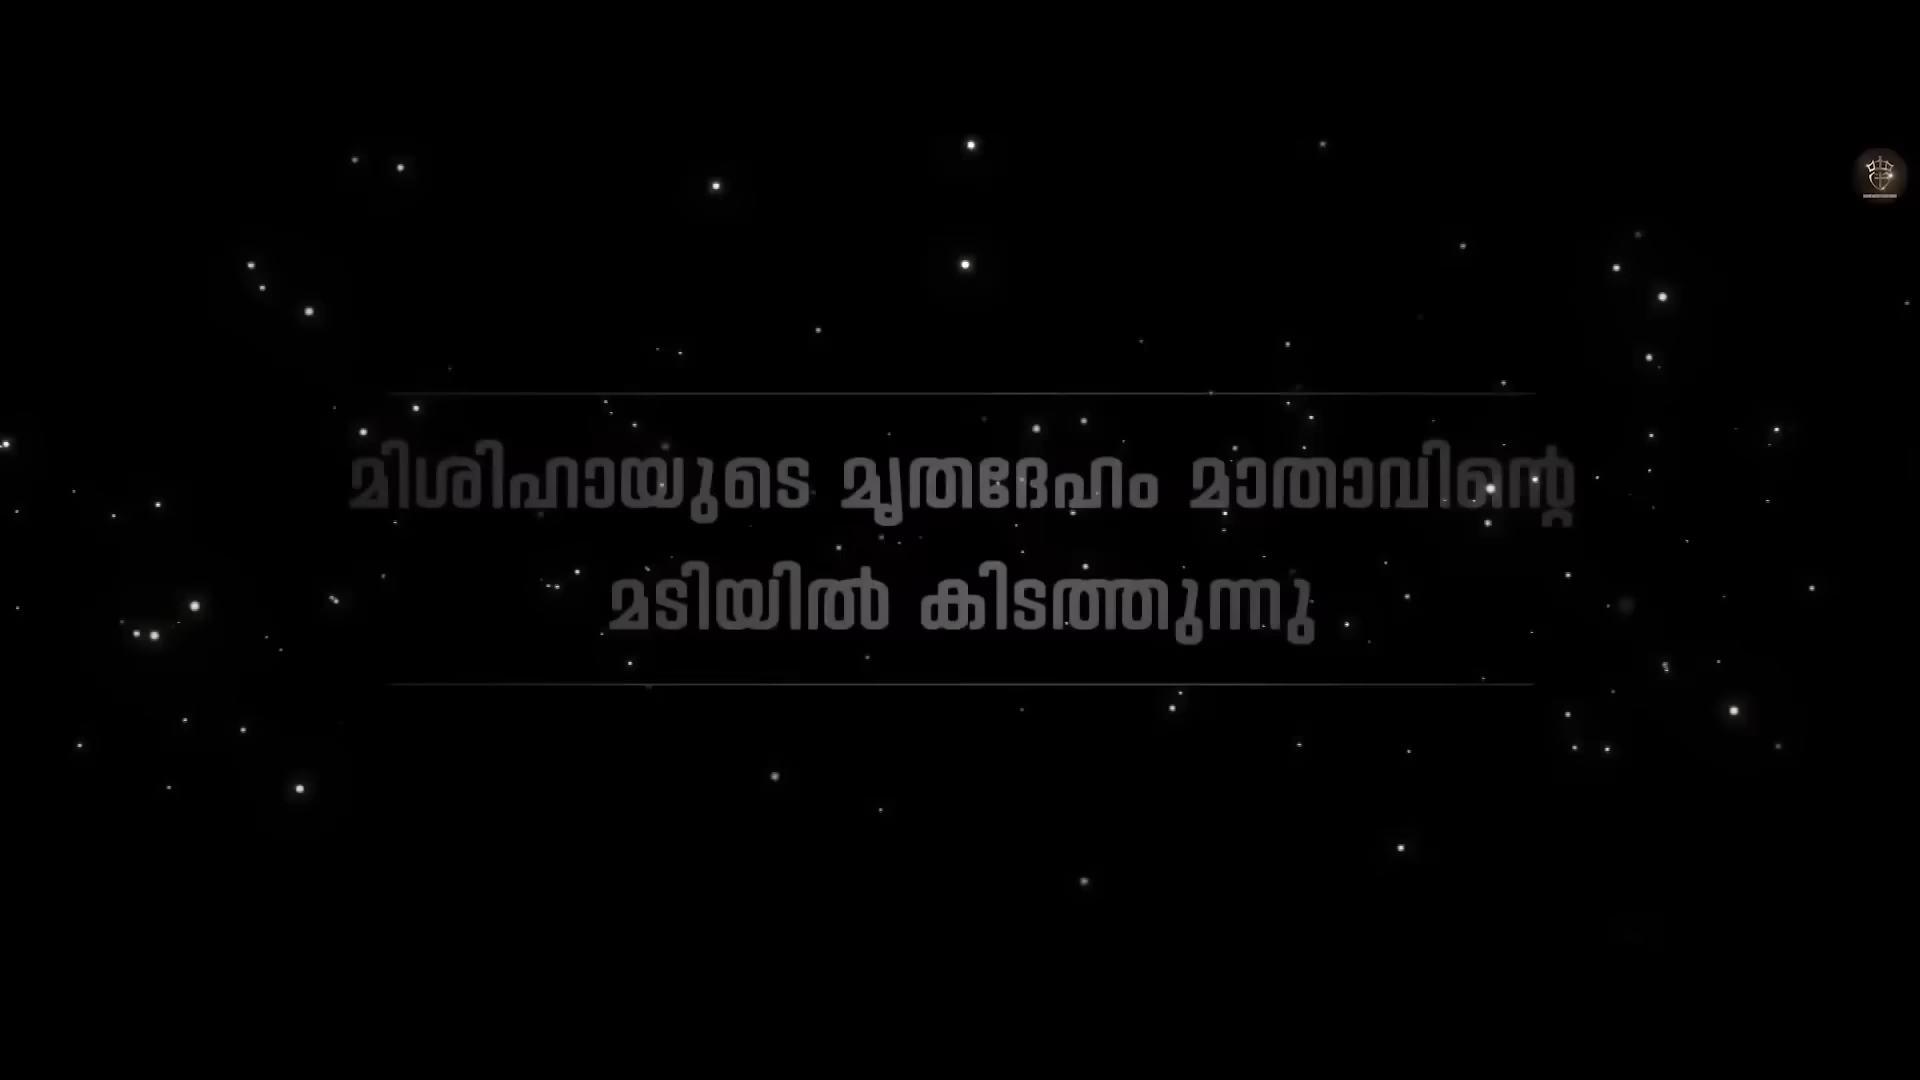 മിശിഹായുടെ മൃതദേഹം മാതാവിന്റെ
മടിയിൽ കിടത്തുന്നു